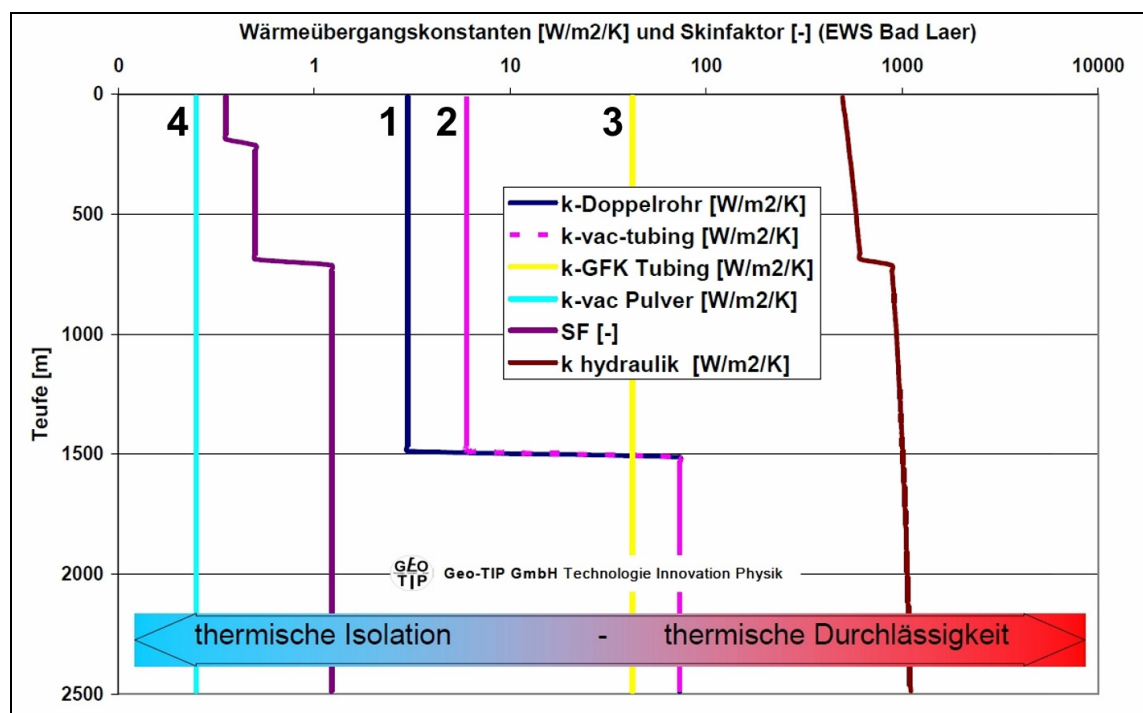 Wärmeübergangskonstanten [W/m2/K] und Skinfaktor [-] (EWS Bad Laer)
0 1 10 100 1000 10000
0
4 1 2 3
k-Doppelrohr [W/m2/K]
k-vac-tubing [W/m2/K]
k-GFK Tubing [W/m2/K]
k-vac Pulver [W/m2/K]
SF [-]
k hydraulik [W/m2/K]
500
1000
Teufe [m]
1500
2000
GEO
TIP
Geo-TIP GmbH Technologie Innovation Physik
thermische Isolation - thermische Durchlässigkeit
2500